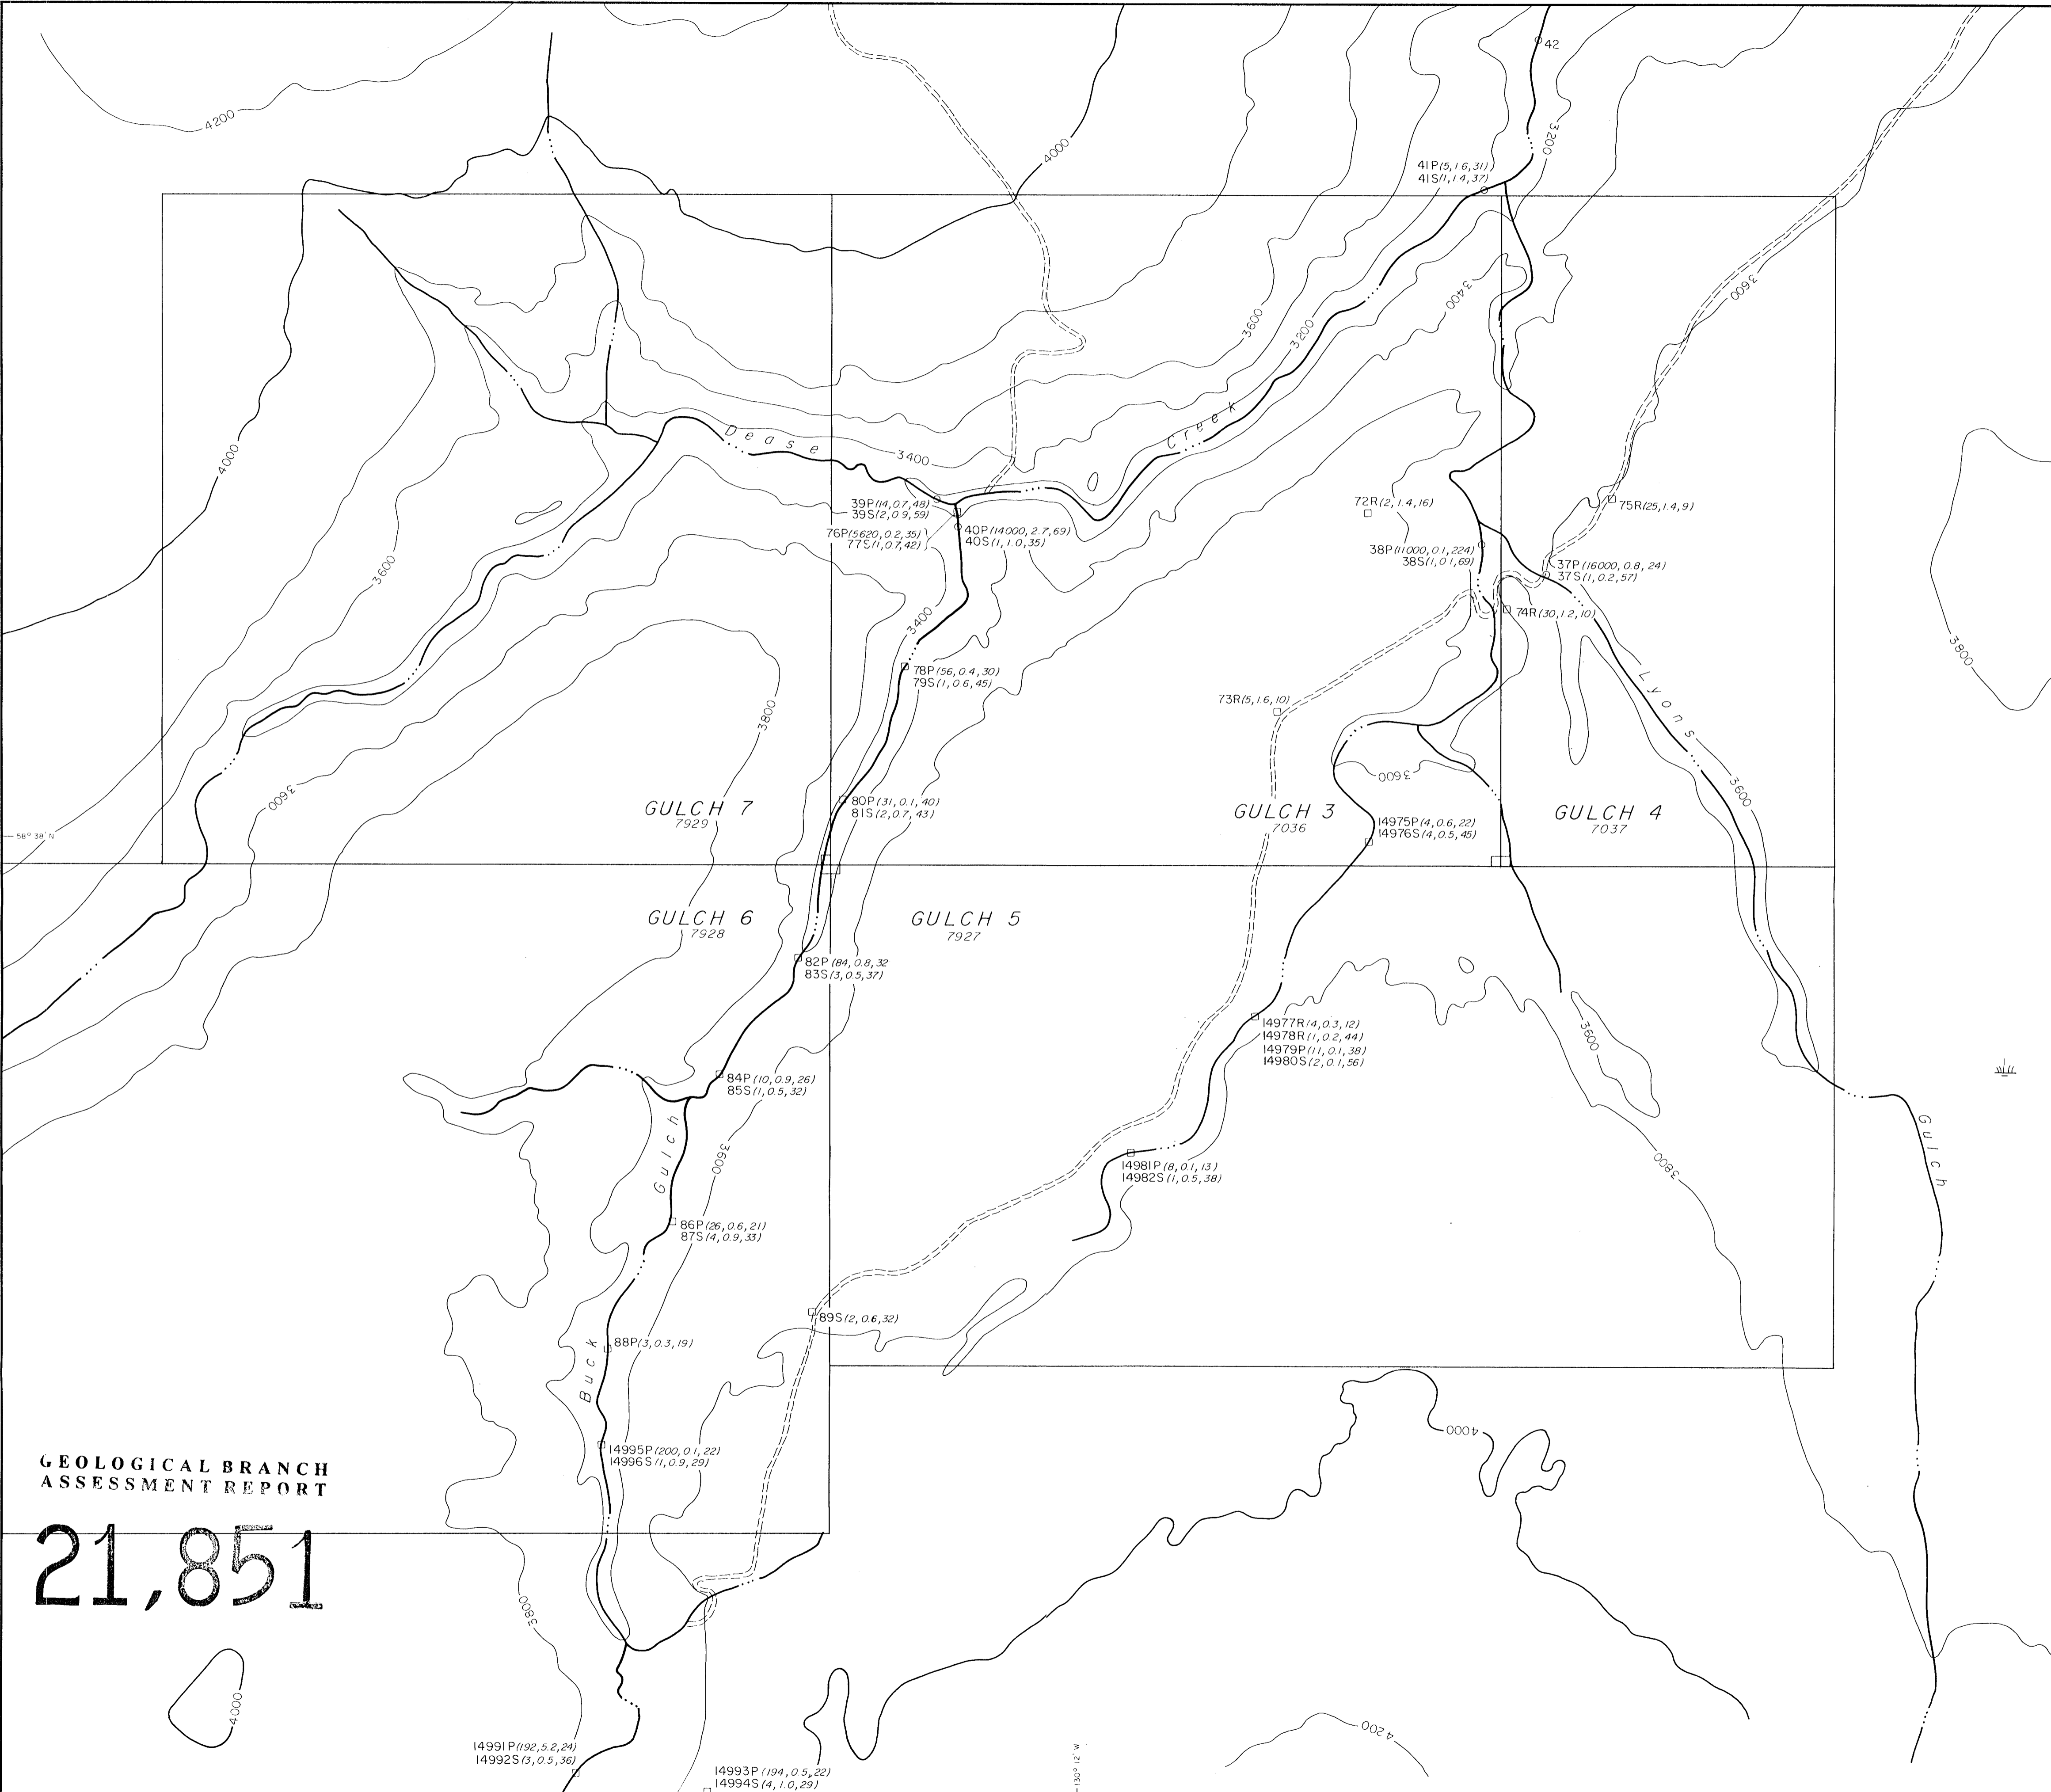 42
4200
4000
3200
41P(5,1.6,31)
41S(1,1.4,37)
3600
3400
3600
3200
Dease Creek
4000
3400
39P(14,0.7,48)
39S(2,0.9,59)
72R(2,1.4,16)
75R(25,1.4,9)
76P(5620,0.2,35)
77S(1,0.7,42)
40P(14000,2.7,69)
40S(1,1.0,35)
38P(11000,0.1,224)
38S(1,0.1,69)
37P(16000,0.8,24)
37S(1,0.2,57)
3600
3400
74R(30,1.2,10)
3800
78P(56,0.4,30)
79S(1,0.6,45)
Lyons
73R(5,1.6,10)
3800
3600
3600
3600
80P(31,0.1,40)
81S(2,0.7,43)
GULCH 7
7929
GULCH 3
7036
GULCH 4
7037
14975P(4,0.6,22)
14976S(4,0.5,45)
58° 38' N
GULCH 6
7928
GULCH 5
7927
82P(84,0.8,32
83S(3,0.5,37)
14977R(4,0.3,12)
14978R(1,0.2,44)
14979P(11,0.1,38)
14980S(2,0.1,56)
3600
84P(10,0.9,26)
85S(1,0.5,32)
Gulch
3600
Gulch
14981P(8,0.1,13)
14982S(1,0.5,38)
3800
86P(26,0.6,21)
87S(4,0.9,33)
89S(2,0.6,32)
88P(3,0.3,19)
Buck
4000
14995P(200,0.1,22)
14996S(1,0.9,29)
GEOLOGICAL BRANCH
ASSESSMENT REPORT
21,851
3800
4000
4200
14991P(192,5.2,24)
14992S(3,0.5,36)
14993P(194,0.5,22)
14994S(4,1.0,29)
130° 12' W